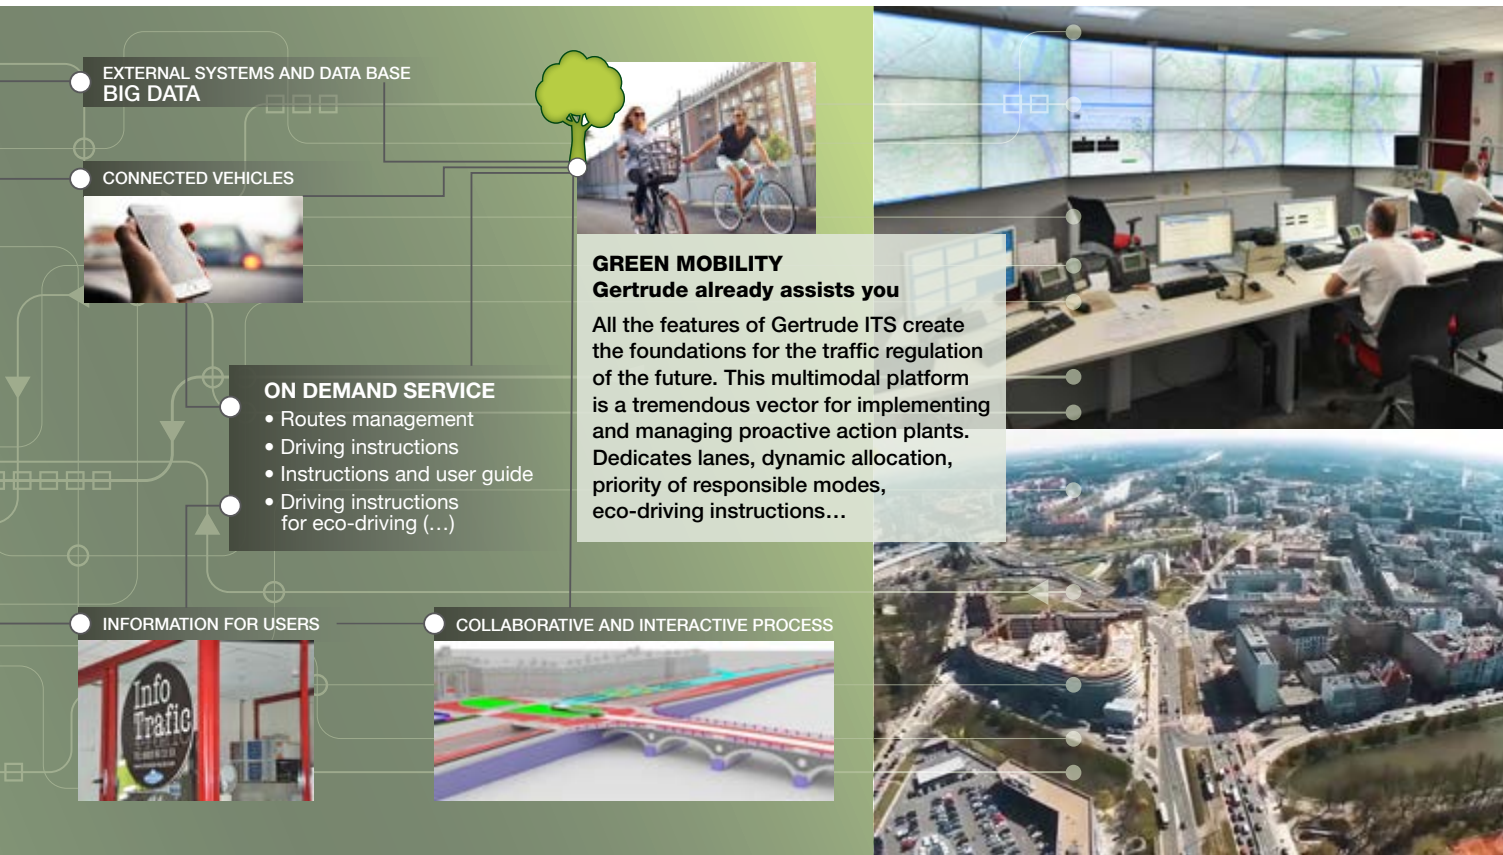 EXTERNAL SYSTEMS AND DATA BASE
BIG DATA
CONNECTED VEHICLES
ON DEMAND SERVICE
• Routes management
• Driving instructions
• Instructions and user guide
• Driving instructions
for eco-driving (…)
GREEN MOBILITY
Gertrude already assists you
All the features of Gertrude ITS create
the foundations for the traffic regulation
of the future. This multimodal platform
is a tremendous vector for implementing
and managing proactive action plants.
Dedicates lanes, dynamic allocation,
priority of responsible modes,
eco-driving instructions…
INFORMATION FOR USERS
Info
Trafic
COLLABORATIVE AND INTERACTIVE PROCESS